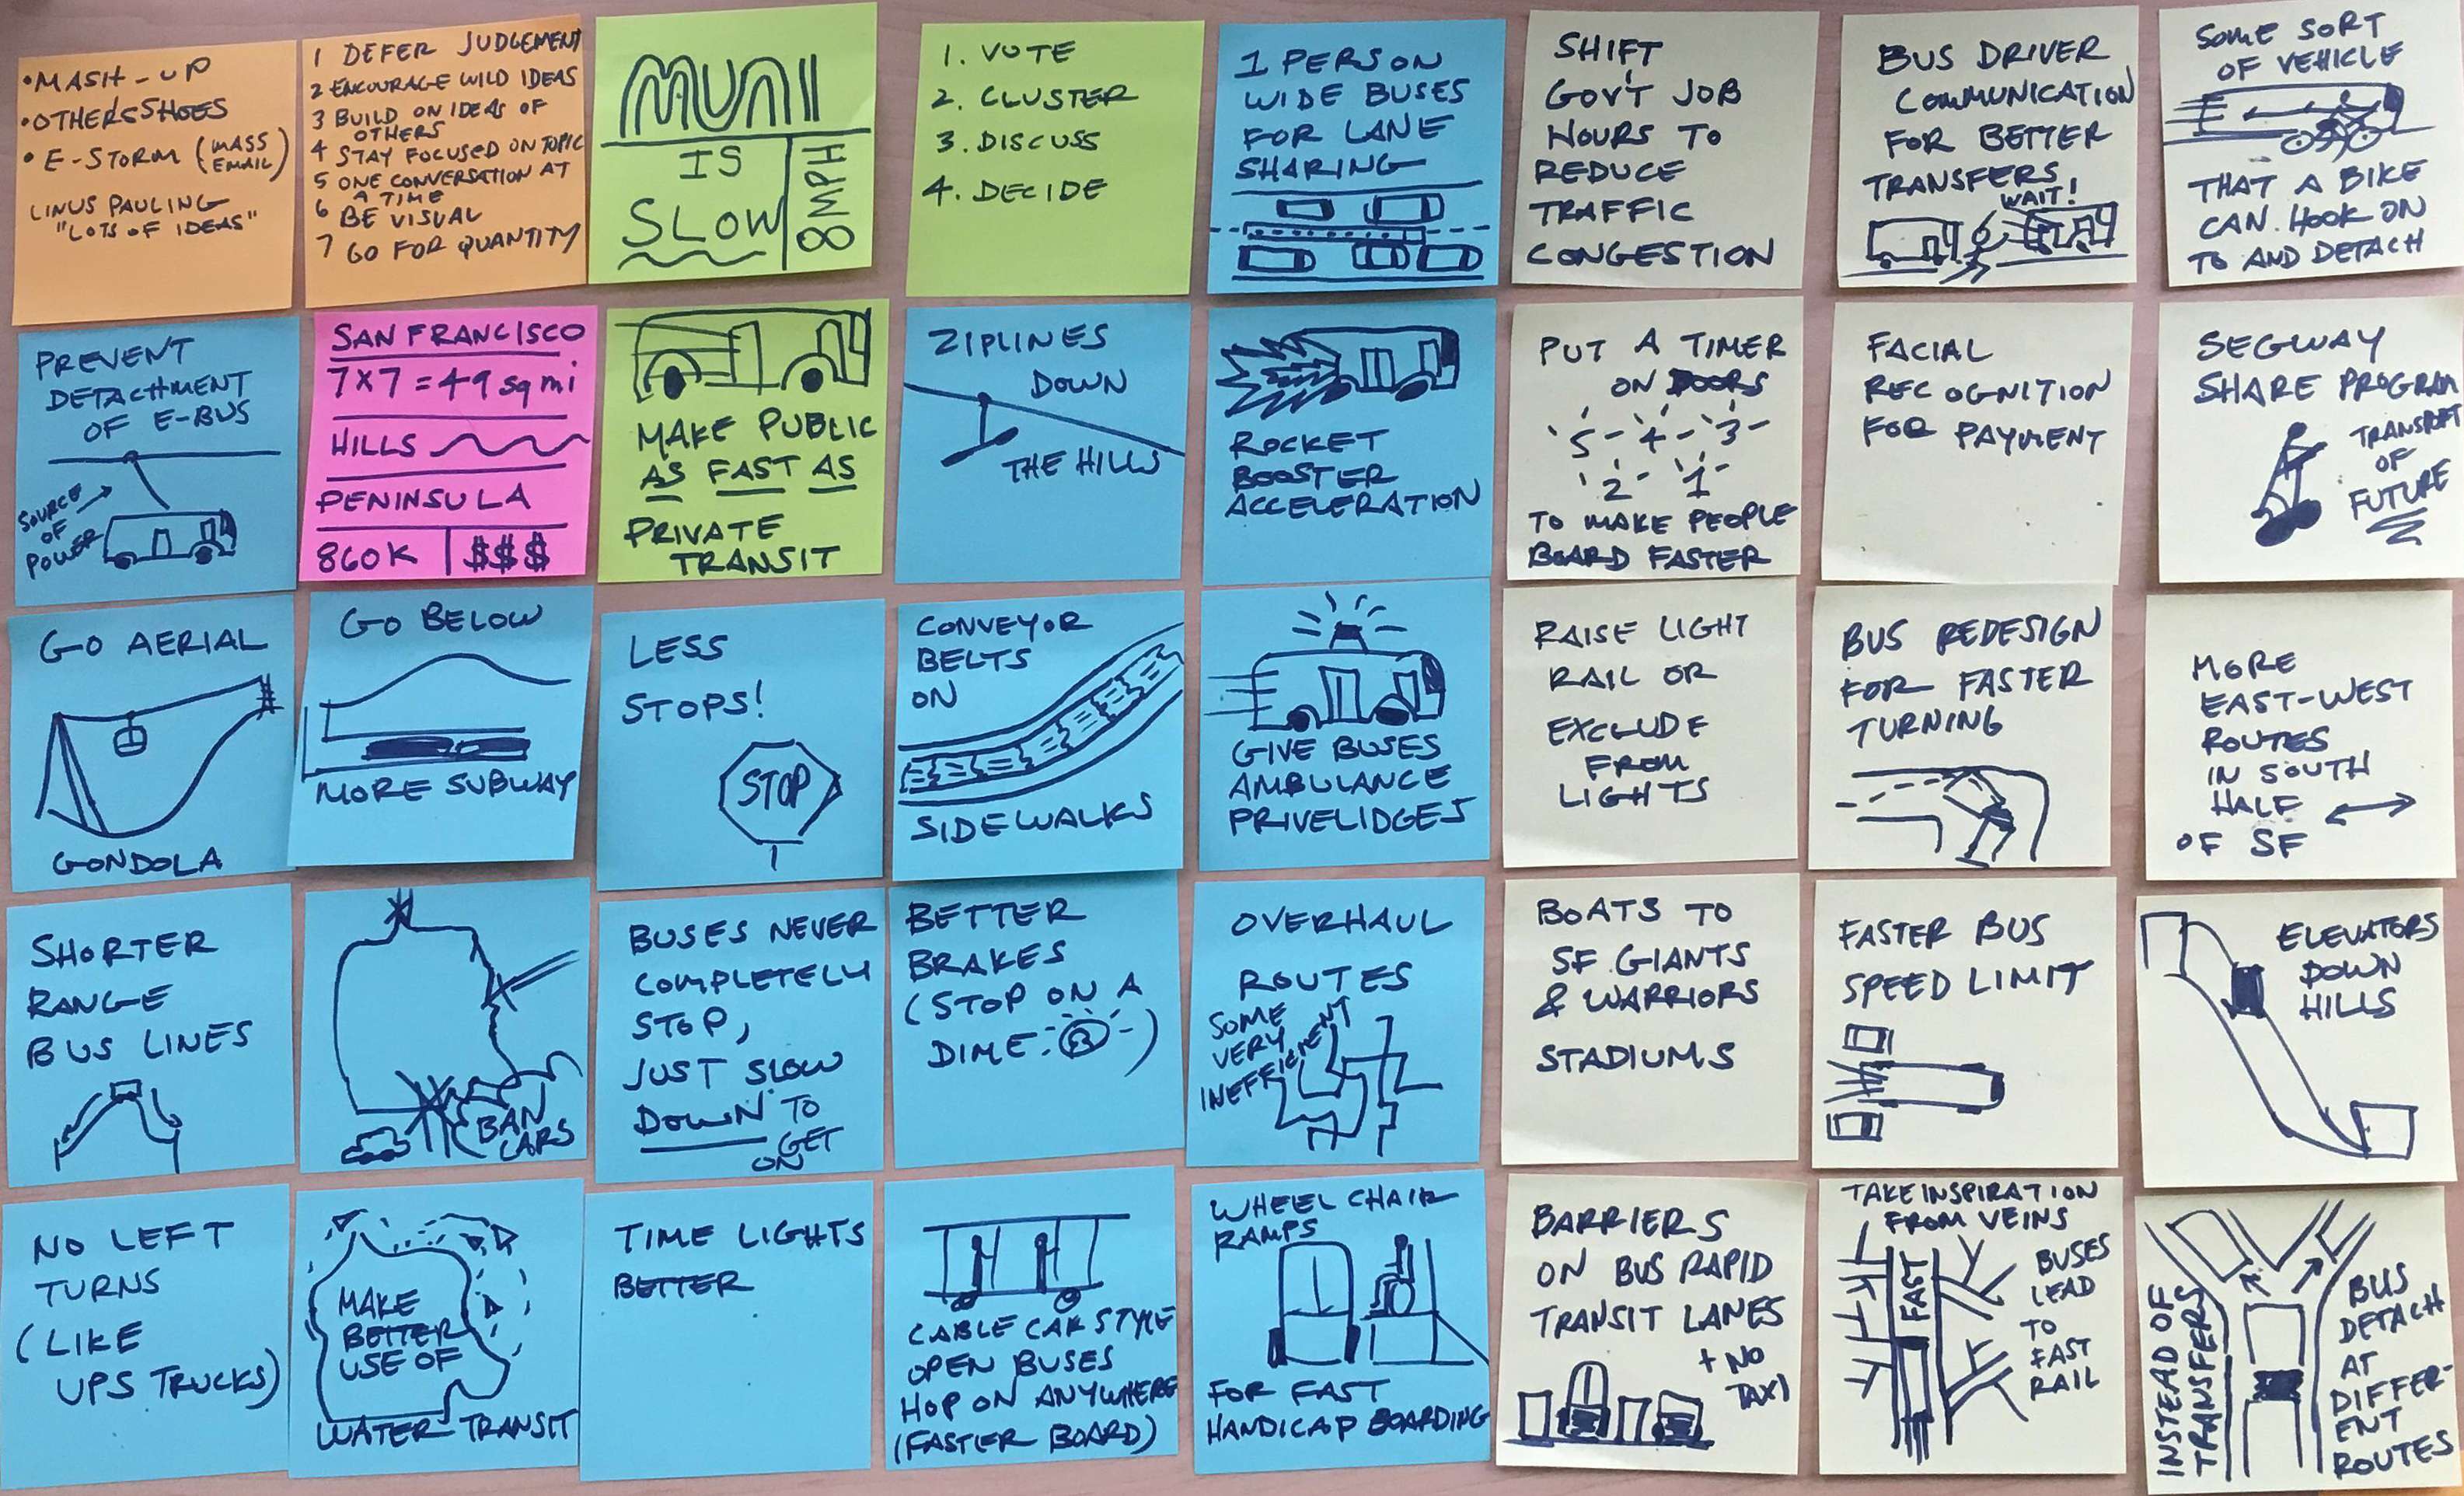 • MASH-UP
• OTHERS SHOES
• E-STORM (MASS EMAIL)
LINUS PAULING
"LOTS OF IDEAS"
1 DEFER JUDGEMENT
2 ENCOURAGE WILD IDEAS
3 BUILD ON IDEAS OF
OTHERS
4 STAY FOCUSED ON TOPIC
5 ONE CONVERSATION AT
A TIME
6 BE VISUAL
7 GO FOR QUANTITY
MUNI
IS
SLOW
8 MPH
1. VOTE
2. CLUSTER
3. DISCUSS
4. DECIDE
1 PERSON
WIDE BUSES
FOR LANE
SHARING
SHIFT
GOV'T JOB
HOURS TO
REDUCE
TRAFFIC
CONGESTION
BUS DRIVER
COMMUNICATION
FOR BETTER
TRANSFERS
WAIT!
SOME SORT
OF VEHICLE
THAT A BIKE
CAN HOOK ON
TO AND DETACH
PREVENT
DETACHMENT
OF E-BUS
SOURCE
OF
POWER
SAN FRANCISCO
7x7 = 49 sq mi
HILLS
PENINSULA
860K $$$
MAKE PUBLIC
AS FAST AS
PRIVATE
TRANSIT
ZIPLINES
DOWN
THE HILLS
ROCKET
BOOSTER
ACCELERATION
PUT A TIMER
ON DOORS
5 - 4 - 3 -
2 - 1 -
TO MAKE PEOPLE
BOARD FASTER
FACIAL
RECOGNITION
FOR PAYMENT
SEGWAY
SHARE PROGRAM
TRANSPORT
OF
FUTURE
GO AERIAL
GONDOLA
GO BELOW
MORE SUBWAY
LESS
STOPS!
STOP
CONVEYOR
BELTS
ON
SIDEWALKS
GIVE BUSES
AMBULANCE
PRIVELIDGES
RAISE LIGHT
RAIL OR
EXCLUDE
FROM
LIGHTS
BUS REDESIGN
FOR FASTER
TURNING
MORE
EAST-WEST
ROUTES
IN SOUTH
HALF
OF SF
SHORTER
RANGE
BUS LINES
BAN
CARS
BUSES NEVER
COMPLETELY
STOP,
JUST SLOW
DOWN TO
GET
ON
BETTER
BRAKES
(STOP ON A
DIME)
OVERHAUL
ROUTES
SOME
VERY
INEFFICIENT
BOATS TO
SF GIANTS
& WARRIORS
STADIUMS
FASTER BUS
SPEED LIMIT
ELEVATORS
DOWN
HILLS
NO LEFT
TURNS
(LIKE
UPS TRUCKS)
MAKE
BETTER
USE OF
WATER TRANSIT
TIME LIGHTS
BETTER
CABLE CAR STYLE
OPEN BUSES
HOP ON ANYWHERE
(FASTER BOARD)
WHEEL CHAIR
RAMPS
FOR FAST
HANDICAP BOARDING
BARRIERS
ON BUS RAPID
TRANSIT LANES
+ NO
TAXI
TAKE INSPIRATION
FROM VEINS
FAST
BUSES
LEAD
TO
FAST
RAIL
INSTEAD OF
TRANSFERS
BUS
DETACH
AT
DIFFER-
ENT
ROUTES